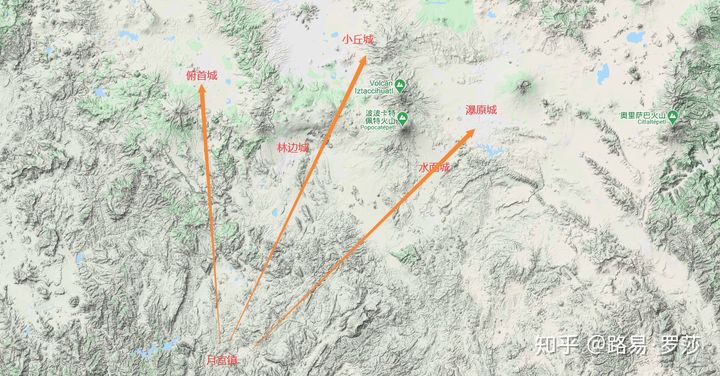 小丘城
俯首城
Volcán
Iztaccíhuatl
瀑原城
波波卡特
佩特火山
Popocatépetl
奥里萨巴火山
Citlaltépetl
林边城
水面城
月宫镇
知乎 @路易 罗莎